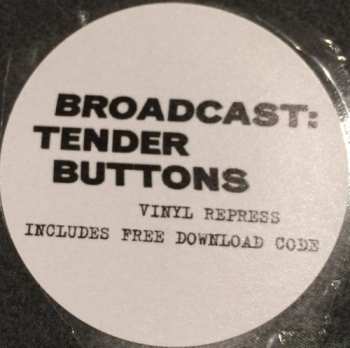 BROADCAST:
TENDER
BUTTONS
VINYL REPRESS
INCLUDES FREE DOWNLOAD CODE